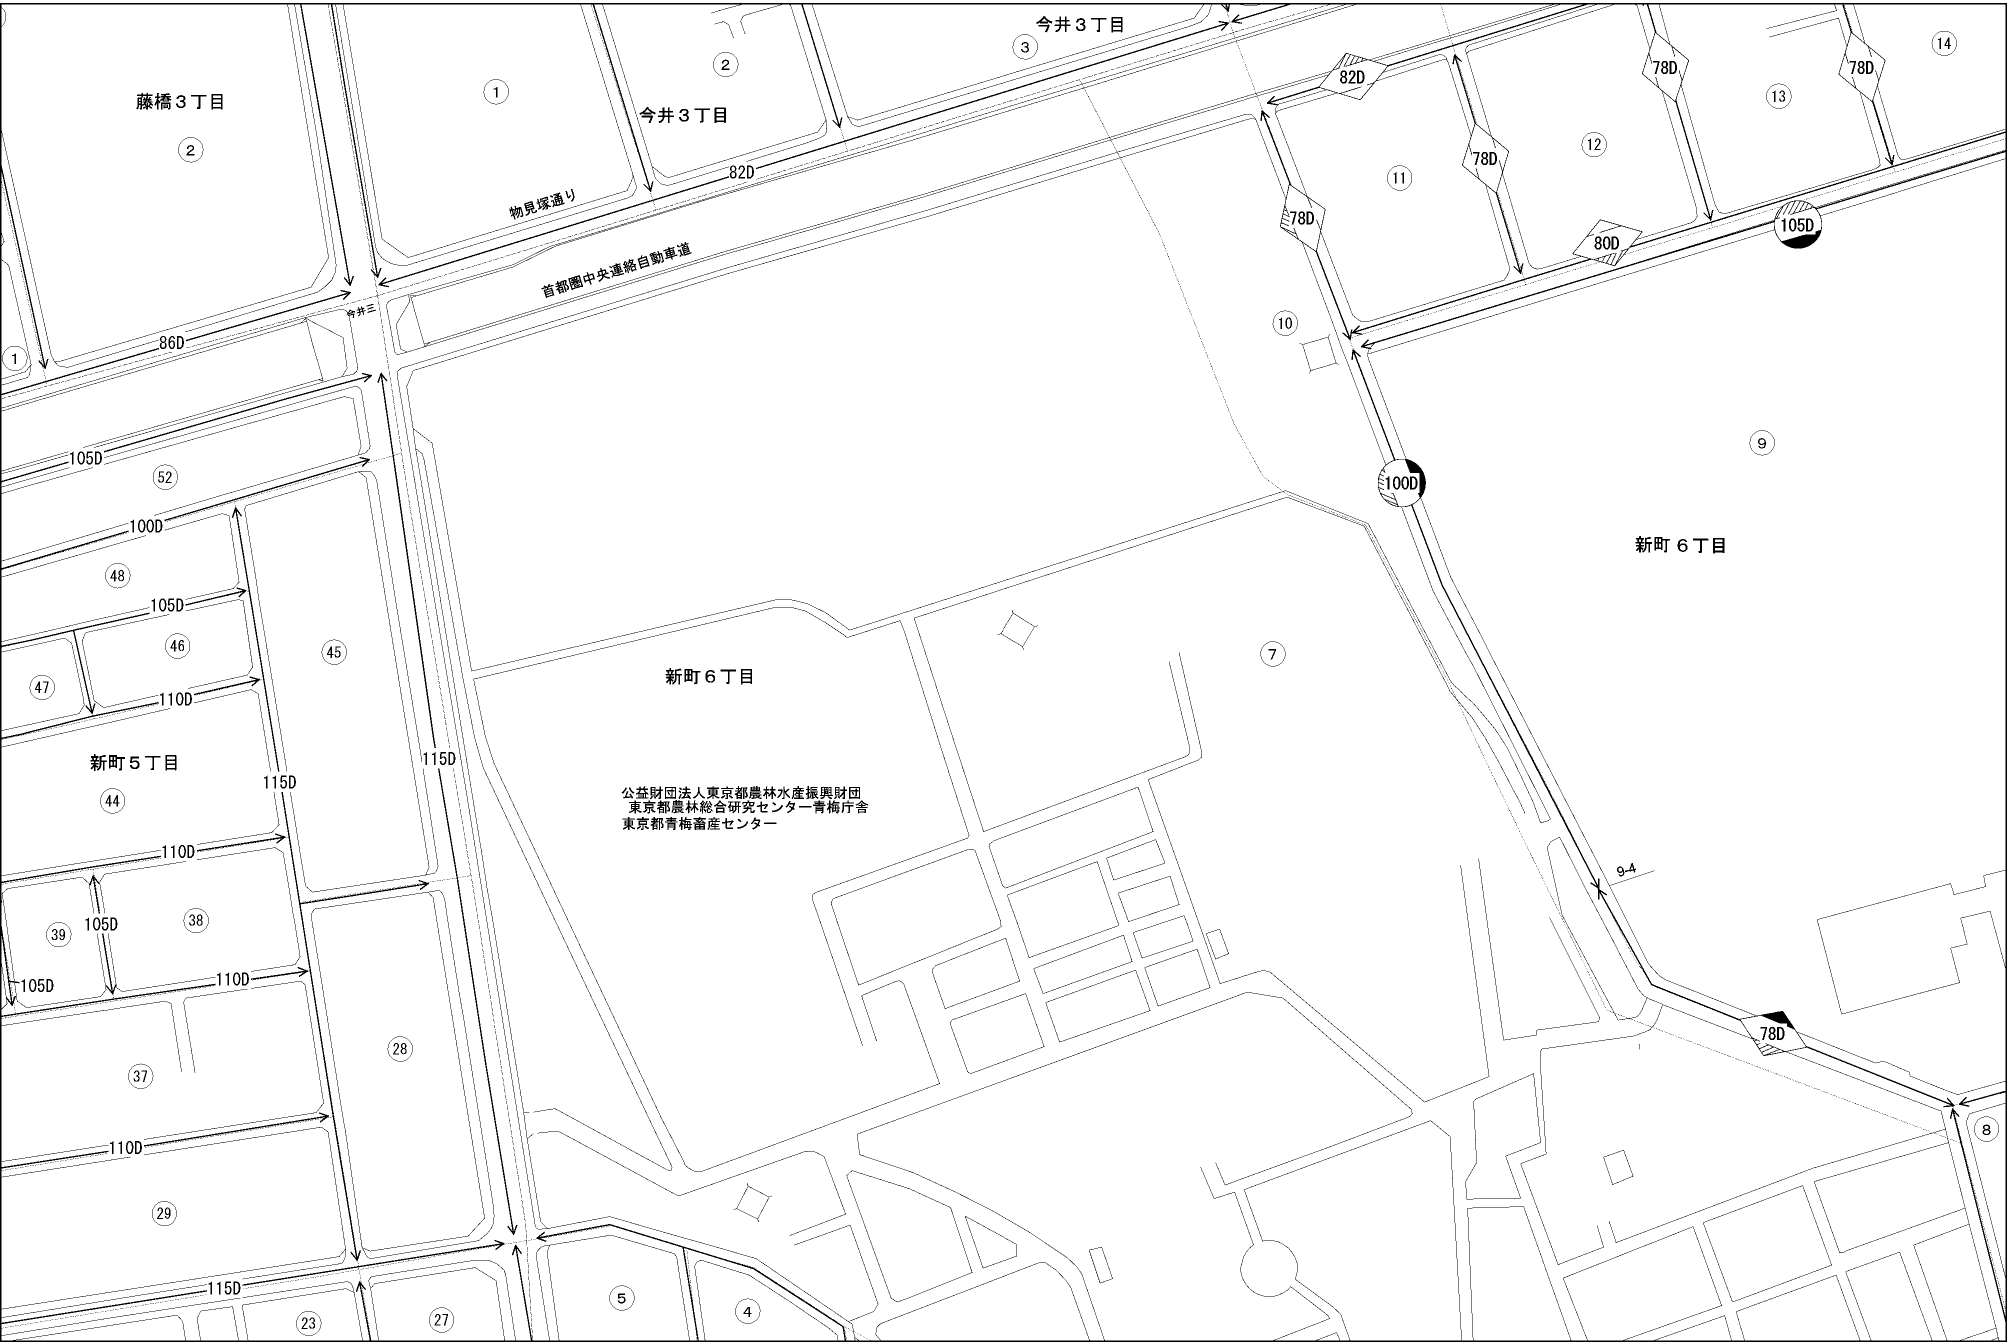 今井３丁目
３
14
藤橋３丁目
２
１
２
82D
78D
78D
13
今井３丁目
82D
78D
12
11
物見塚通り
78D
80D
105D
首都圏中央連絡自動車道
今井三
10
86D
１
９
105D
52
100D
100D
新町６丁目
48
105D
46
45
47
110D
新町６丁目
７
新町５丁目
115D
115D
44
公益財団法人東京都農林水産振興財団
東京都農林総合研究センター青梅庁舎
東京都青梅畜産センター
110D
9-4
39
105D
38
105D
110D
78D
28
37
110D
８
29
115D
５
４
23
27